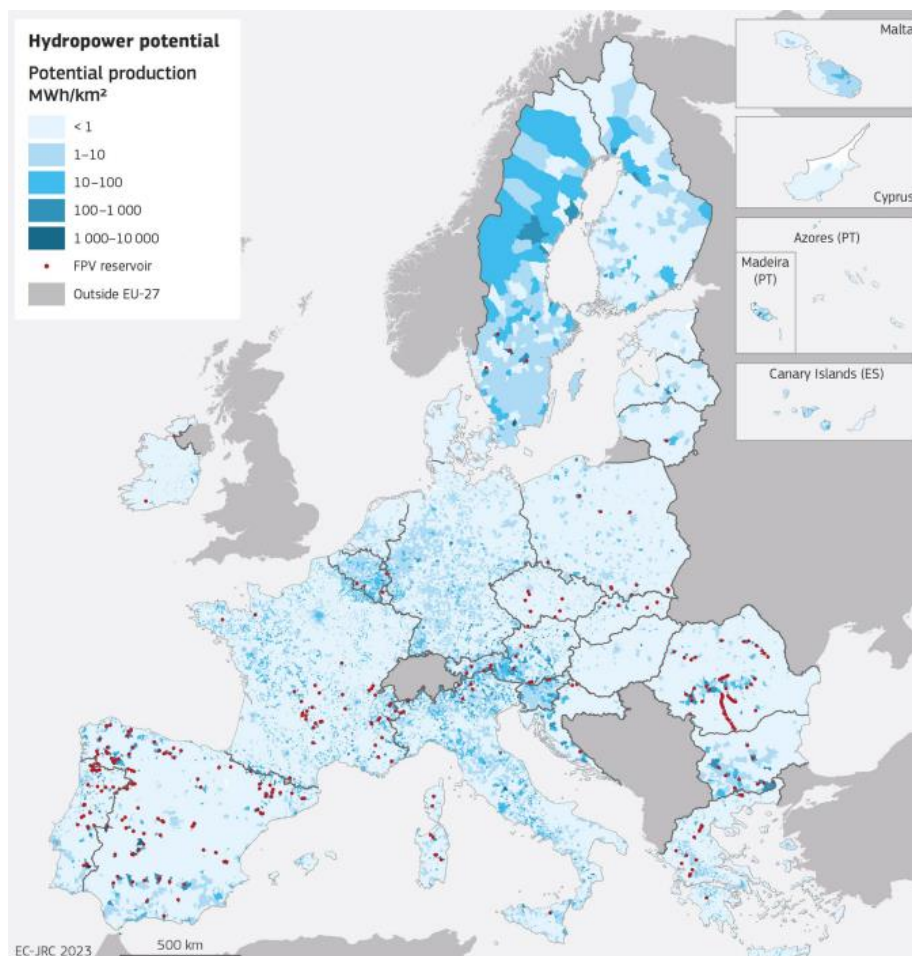 Hydropower potential
Potential production
MWh/km²
< 1
1–10
10–100
100–1 000
1 000–10 000
FPV reservoir
Outside EU-27
Malta
Cyprus
Azores (PT)
Madeira
(PT)
Canary Islands (ES)
EC-JRC 2023
500 km